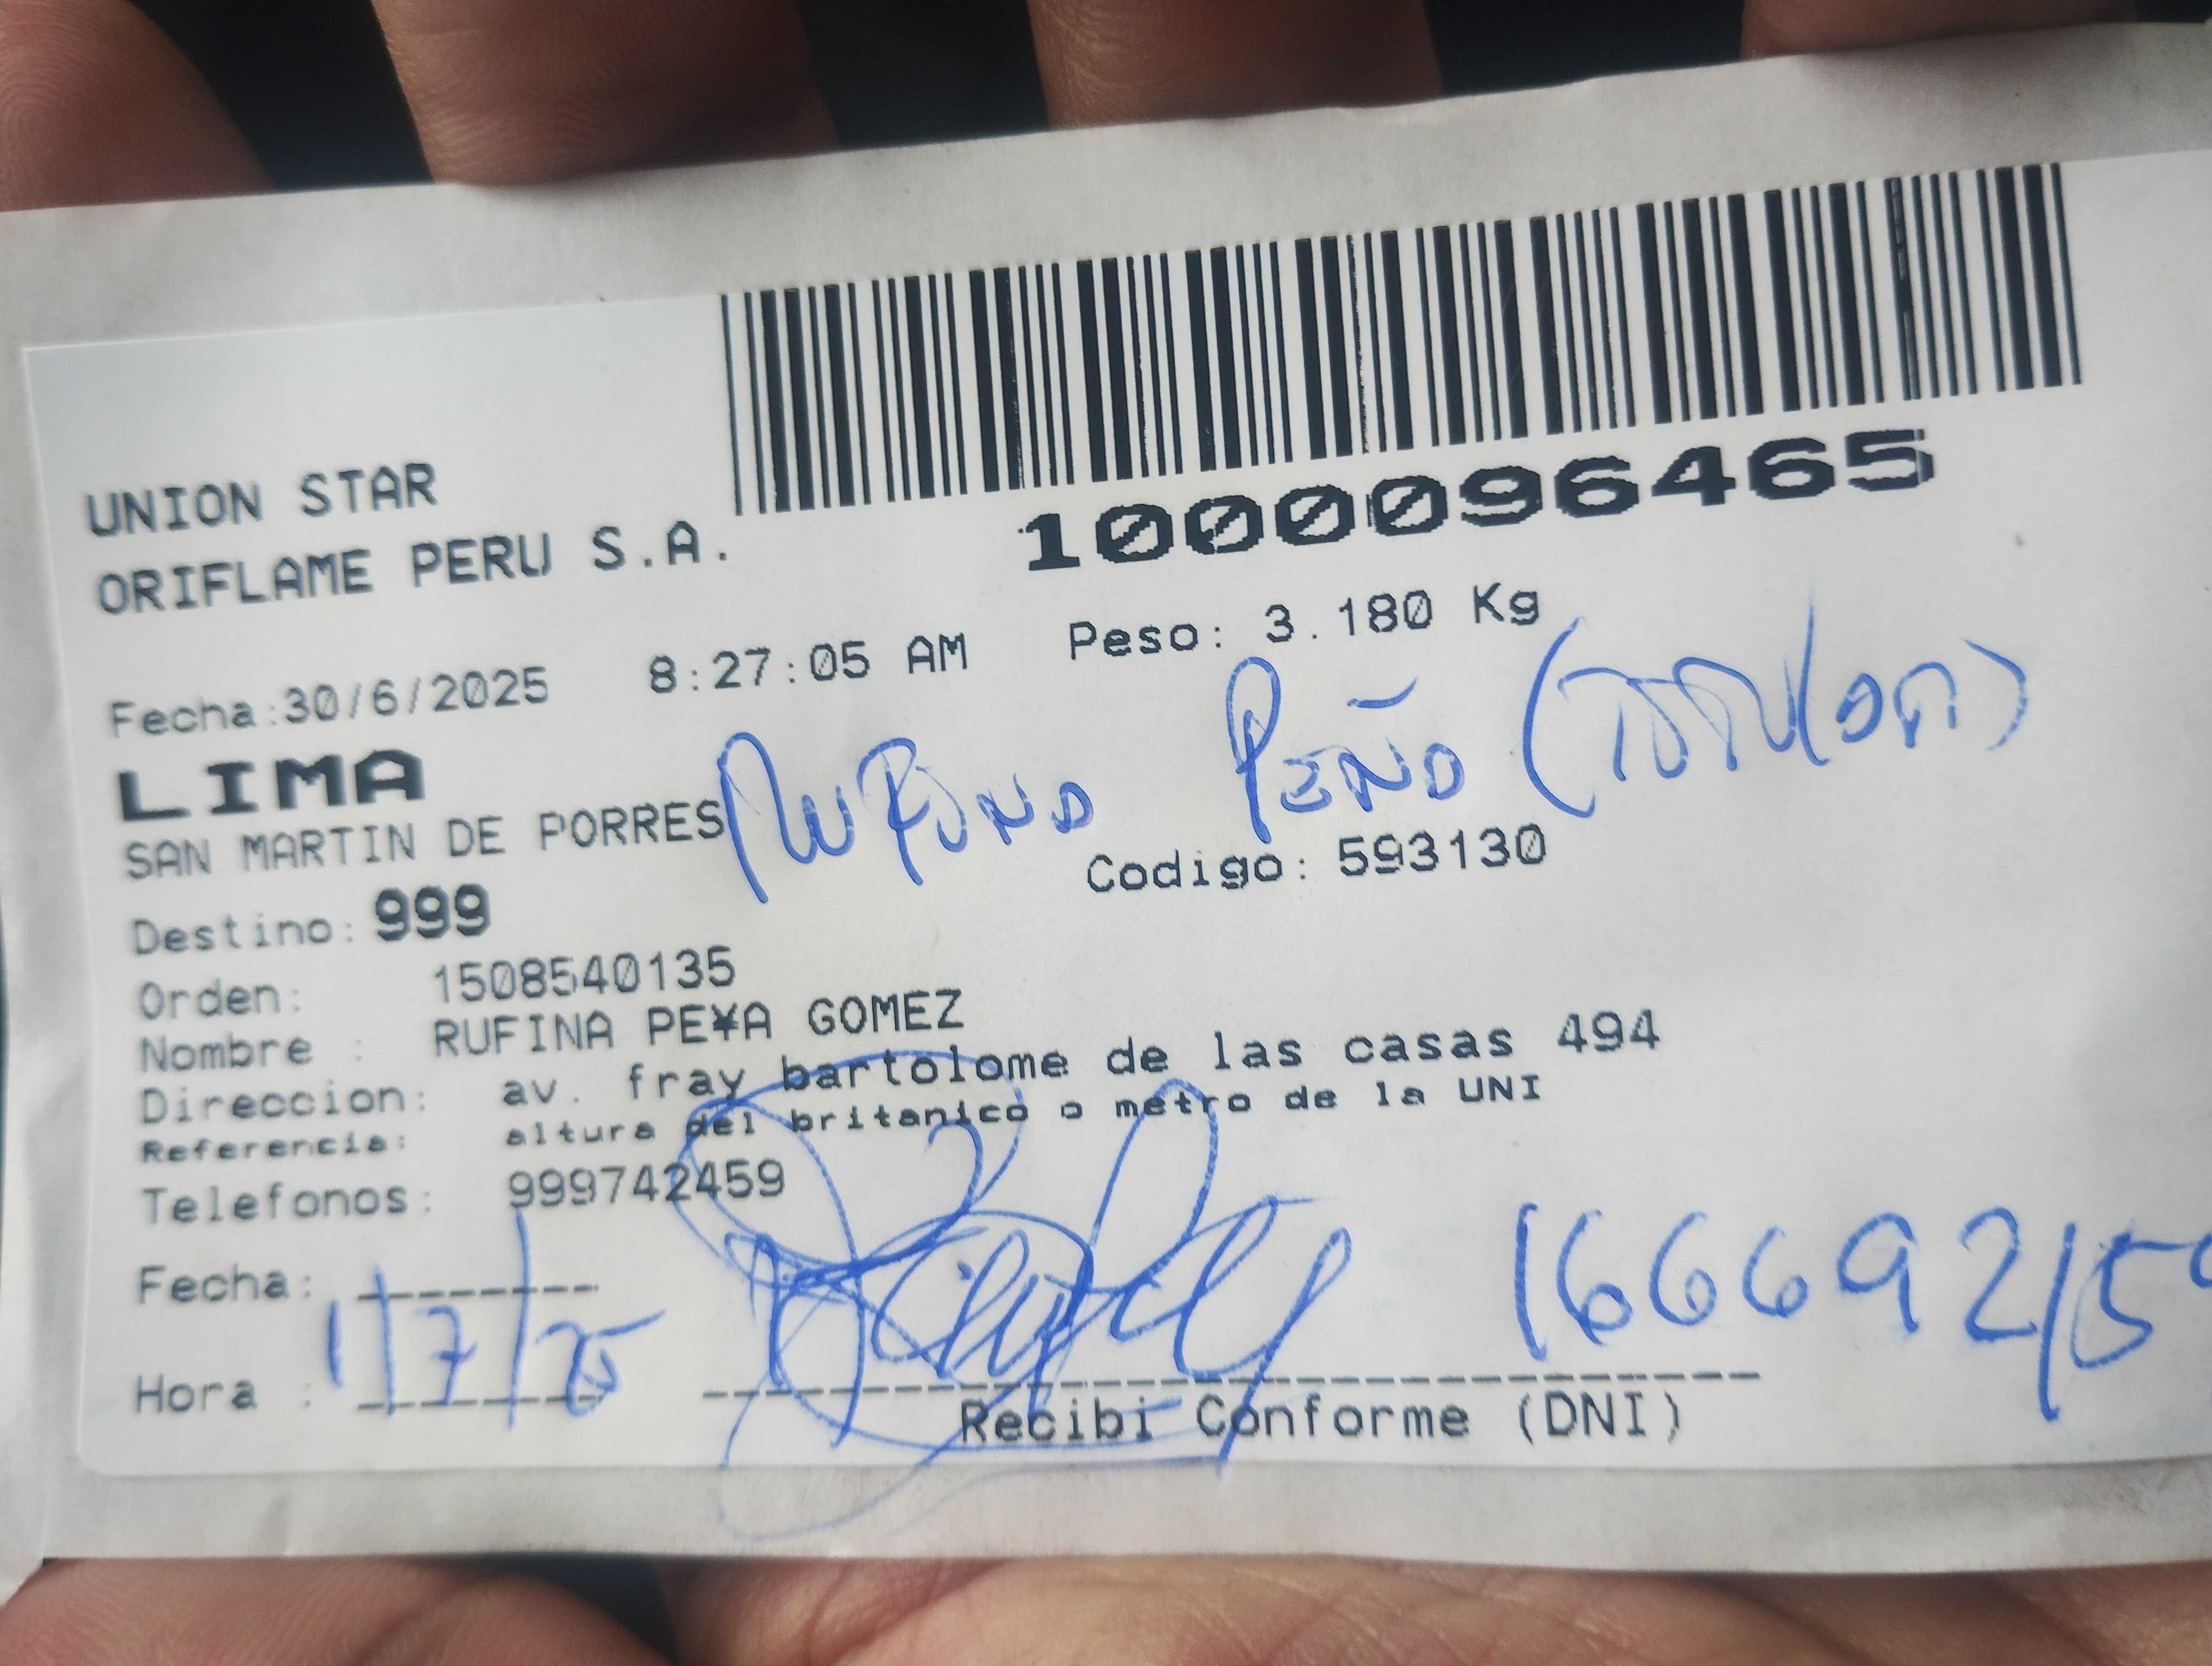 1000096465
UNION STAR
ORIFLAME PERU S.A.
Fecha:30/6/2025 8:27:05 AM Peso: 3.180 Kg
LIMA
SAN MARTIN DE PORRES
Codigo: 593130
Destino: 999
Orden: 1508540135
Nombre : RUFINA PE¥A GOMEZ
Direccion: av. fray bartolome de las casas 494
Referencia: altura del britanico o metro de la UNI
Telefonos: 999742459
Fecha: 1/7/25
Hora :
Recibi Conforme (DNI)